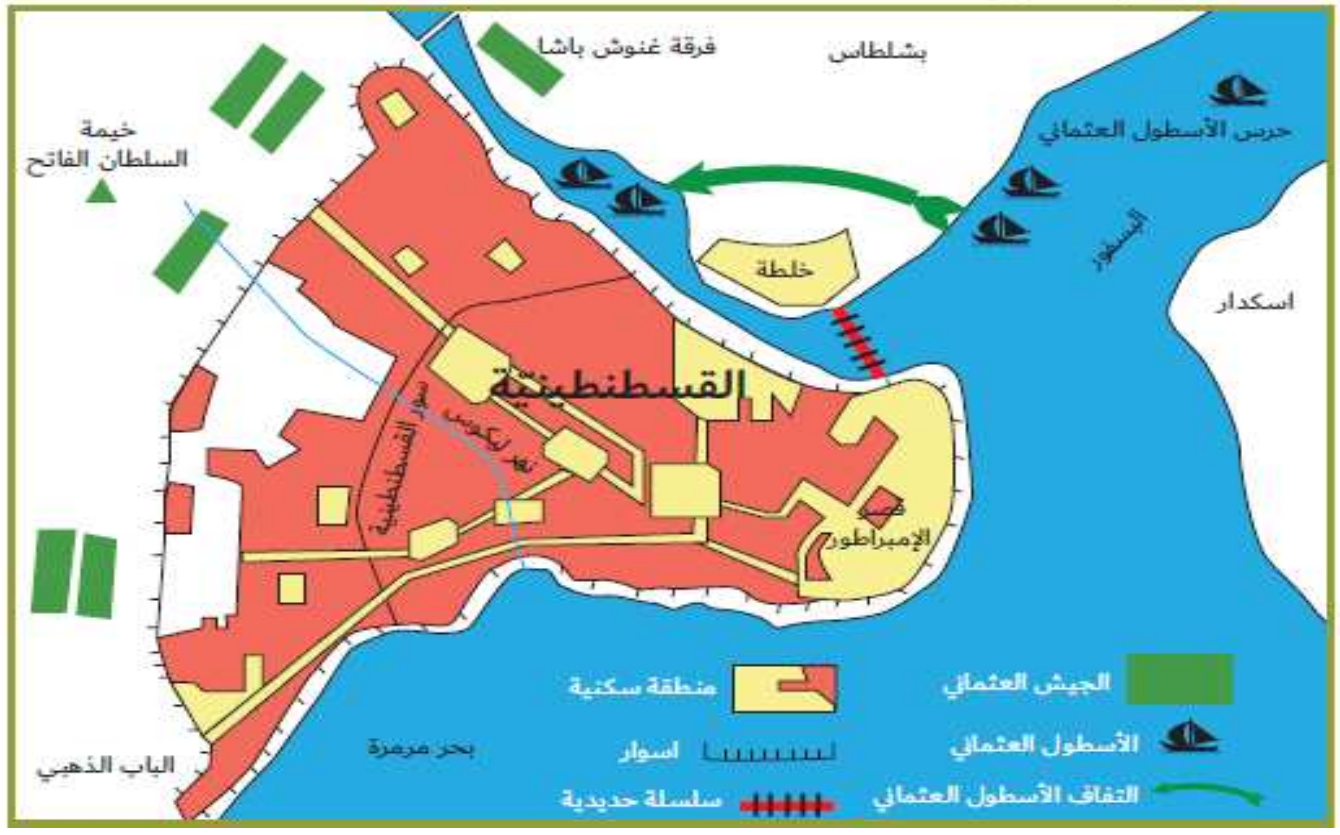 فرقة غنوش باشا
بشلطاس
حرس الأسطول العثماني
خيمة
السلطان الفاتح
البسفور
خلطة
اسكدار
القسطنطينيّة
سور القسطنطينية
نهر ليكوس
قصر
الإمبراطور
الباب الذهبي
بحر مرمرة
الجيش العثماني
منطقة سكنية
الأسطول العثماني
اسوار
التفاف الأسطول العثماني
سلسلة حديدية